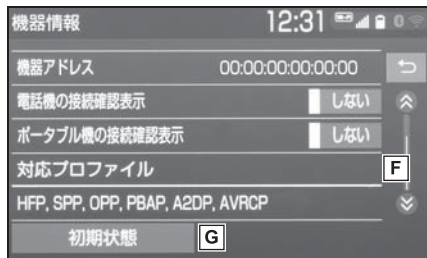 機器情報 12:31 0
機器アドレス 00:00:00:00:00:00
電話機の接続確認表示 しない
ポータブル機の接続確認表示 しない
対応プロファイル
F
HFP, SPP, OPP, PBAP, A2DP, AVRCP
初期状態 G